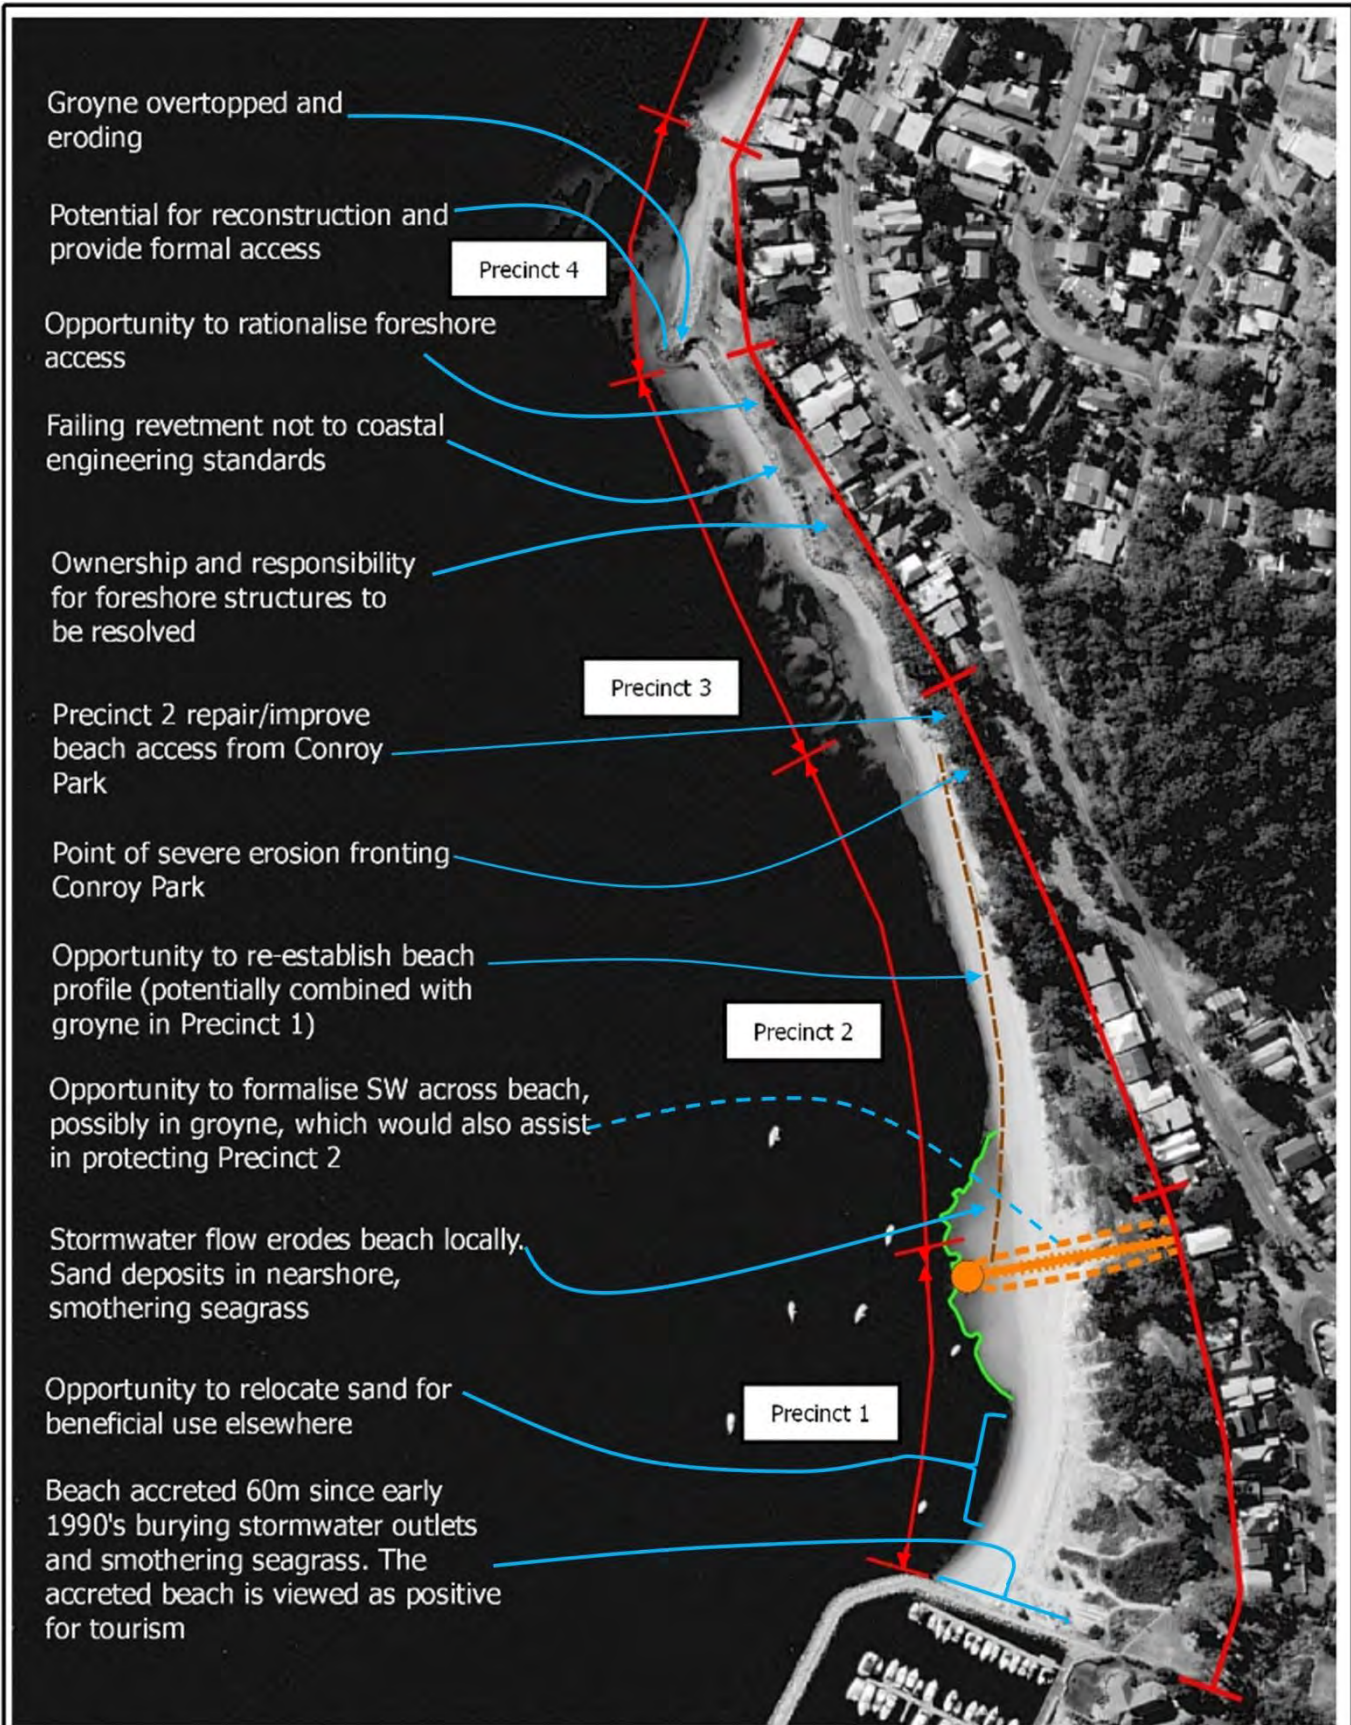 Groyne overtopped and
eroding
Potential for reconstruction and
provide formal access
Precinct 4
Opportunity to rationalise foreshore
access
Failing revetment not to coastal
engineering standards
Ownership and responsibility
for foreshore structures to
be resolved
Precinct 3
Precinct 2 repair/improve
beach access from Conroy
Park
Point of severe erosion fronting
Conroy Park
Opportunity to re-establish beach
profile (potentially combined with
groyne in Precinct 1)
Precinct 2
Opportunity to formalise SW across beach,
possibly in groyne, which would also assist
in protecting Precinct 2
Stormwater flow erodes beach locally.
Sand deposits in nearshore,
smothering seagrass
Opportunity to relocate sand for
beneficial use elsewhere
Precinct 1
Beach accreted 60m since early
1990's burying stormwater outlets
and smothering seagrass. The
accreted beach is viewed as positive
for tourism